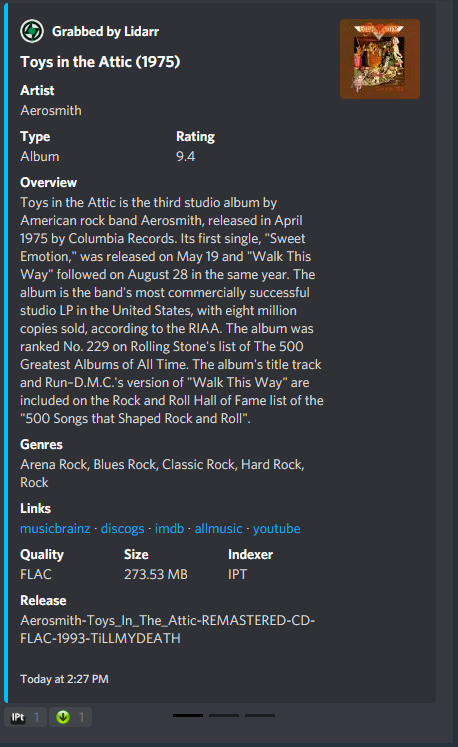 Grabbed by Lidarr
Toys in the Attic (1975)
Artist
Aerosmith
Type Rating
Album 9.4
Overview
Toys in the Attic is the third studio album by
American rock band Aerosmith, released in April
1975 by Columbia Records. Its first single, "Sweet
Emotion," was released on May 19 and "Walk This
Way" followed on August 28 in the same year. The
album is the band's most commercially successful
studio LP in the United States, with eight million
copies sold, according to the RIAA. The album was
ranked No. 229 on Rolling Stone's list of The 500
Greatest Albums of All Time. The album's title track
and Run–D.M.C.'s version of "Walk This Way" are
included on the Rock and Roll Hall of Fame list of the
"500 Songs that Shaped Rock and Roll".
Genres
Arena Rock, Blues Rock, Classic Rock, Hard Rock,
Rock
Links
musicbrainz · discogs · imdb · allmusic · youtube
Quality Size Indexer
FLAC 273.53 MB IPT
Release
Aerosmith-Toys_In_The_Attic-REMASTERED-CD-
FLAC-1993-TiLLMYDEATH
Today at 2:27 PM
IPt 1 1